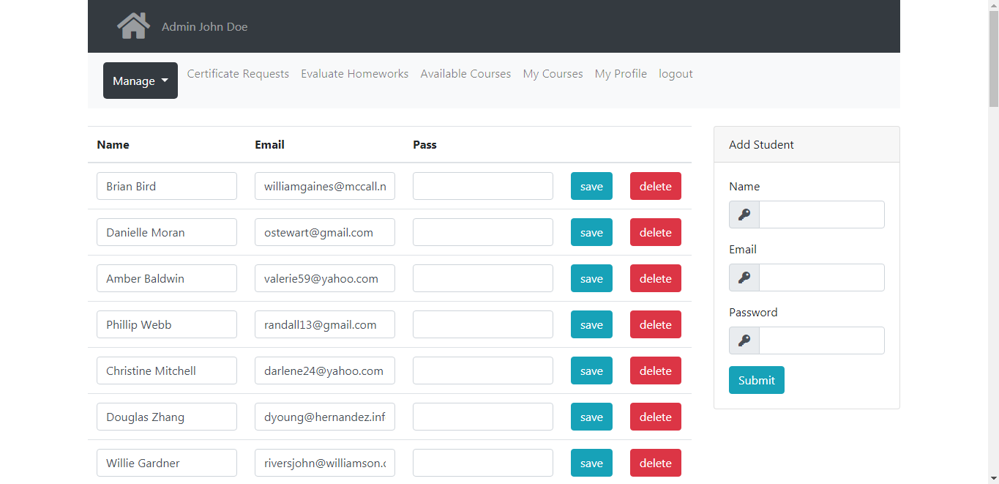 Admin John Doe
Manage Certificate Requests Evaluate Homeworks Available Courses My Courses My Profile logout
Name Email Pass
Brian Bird williamgaines@mccall.n save delete
Danielle Moran ostewart@gmail.com save delete
Amber Baldwin valerie59@yahoo.com save delete
Phillip Webb randall13@gmail.com save delete
Christine Mitchell darlene24@yahoo.com save delete
Douglas Zhang dyoung@hernandez.inf save delete
Willie Gardner riversjohn@williamson. save delete
Add Student
Name
Email
Password
Submit